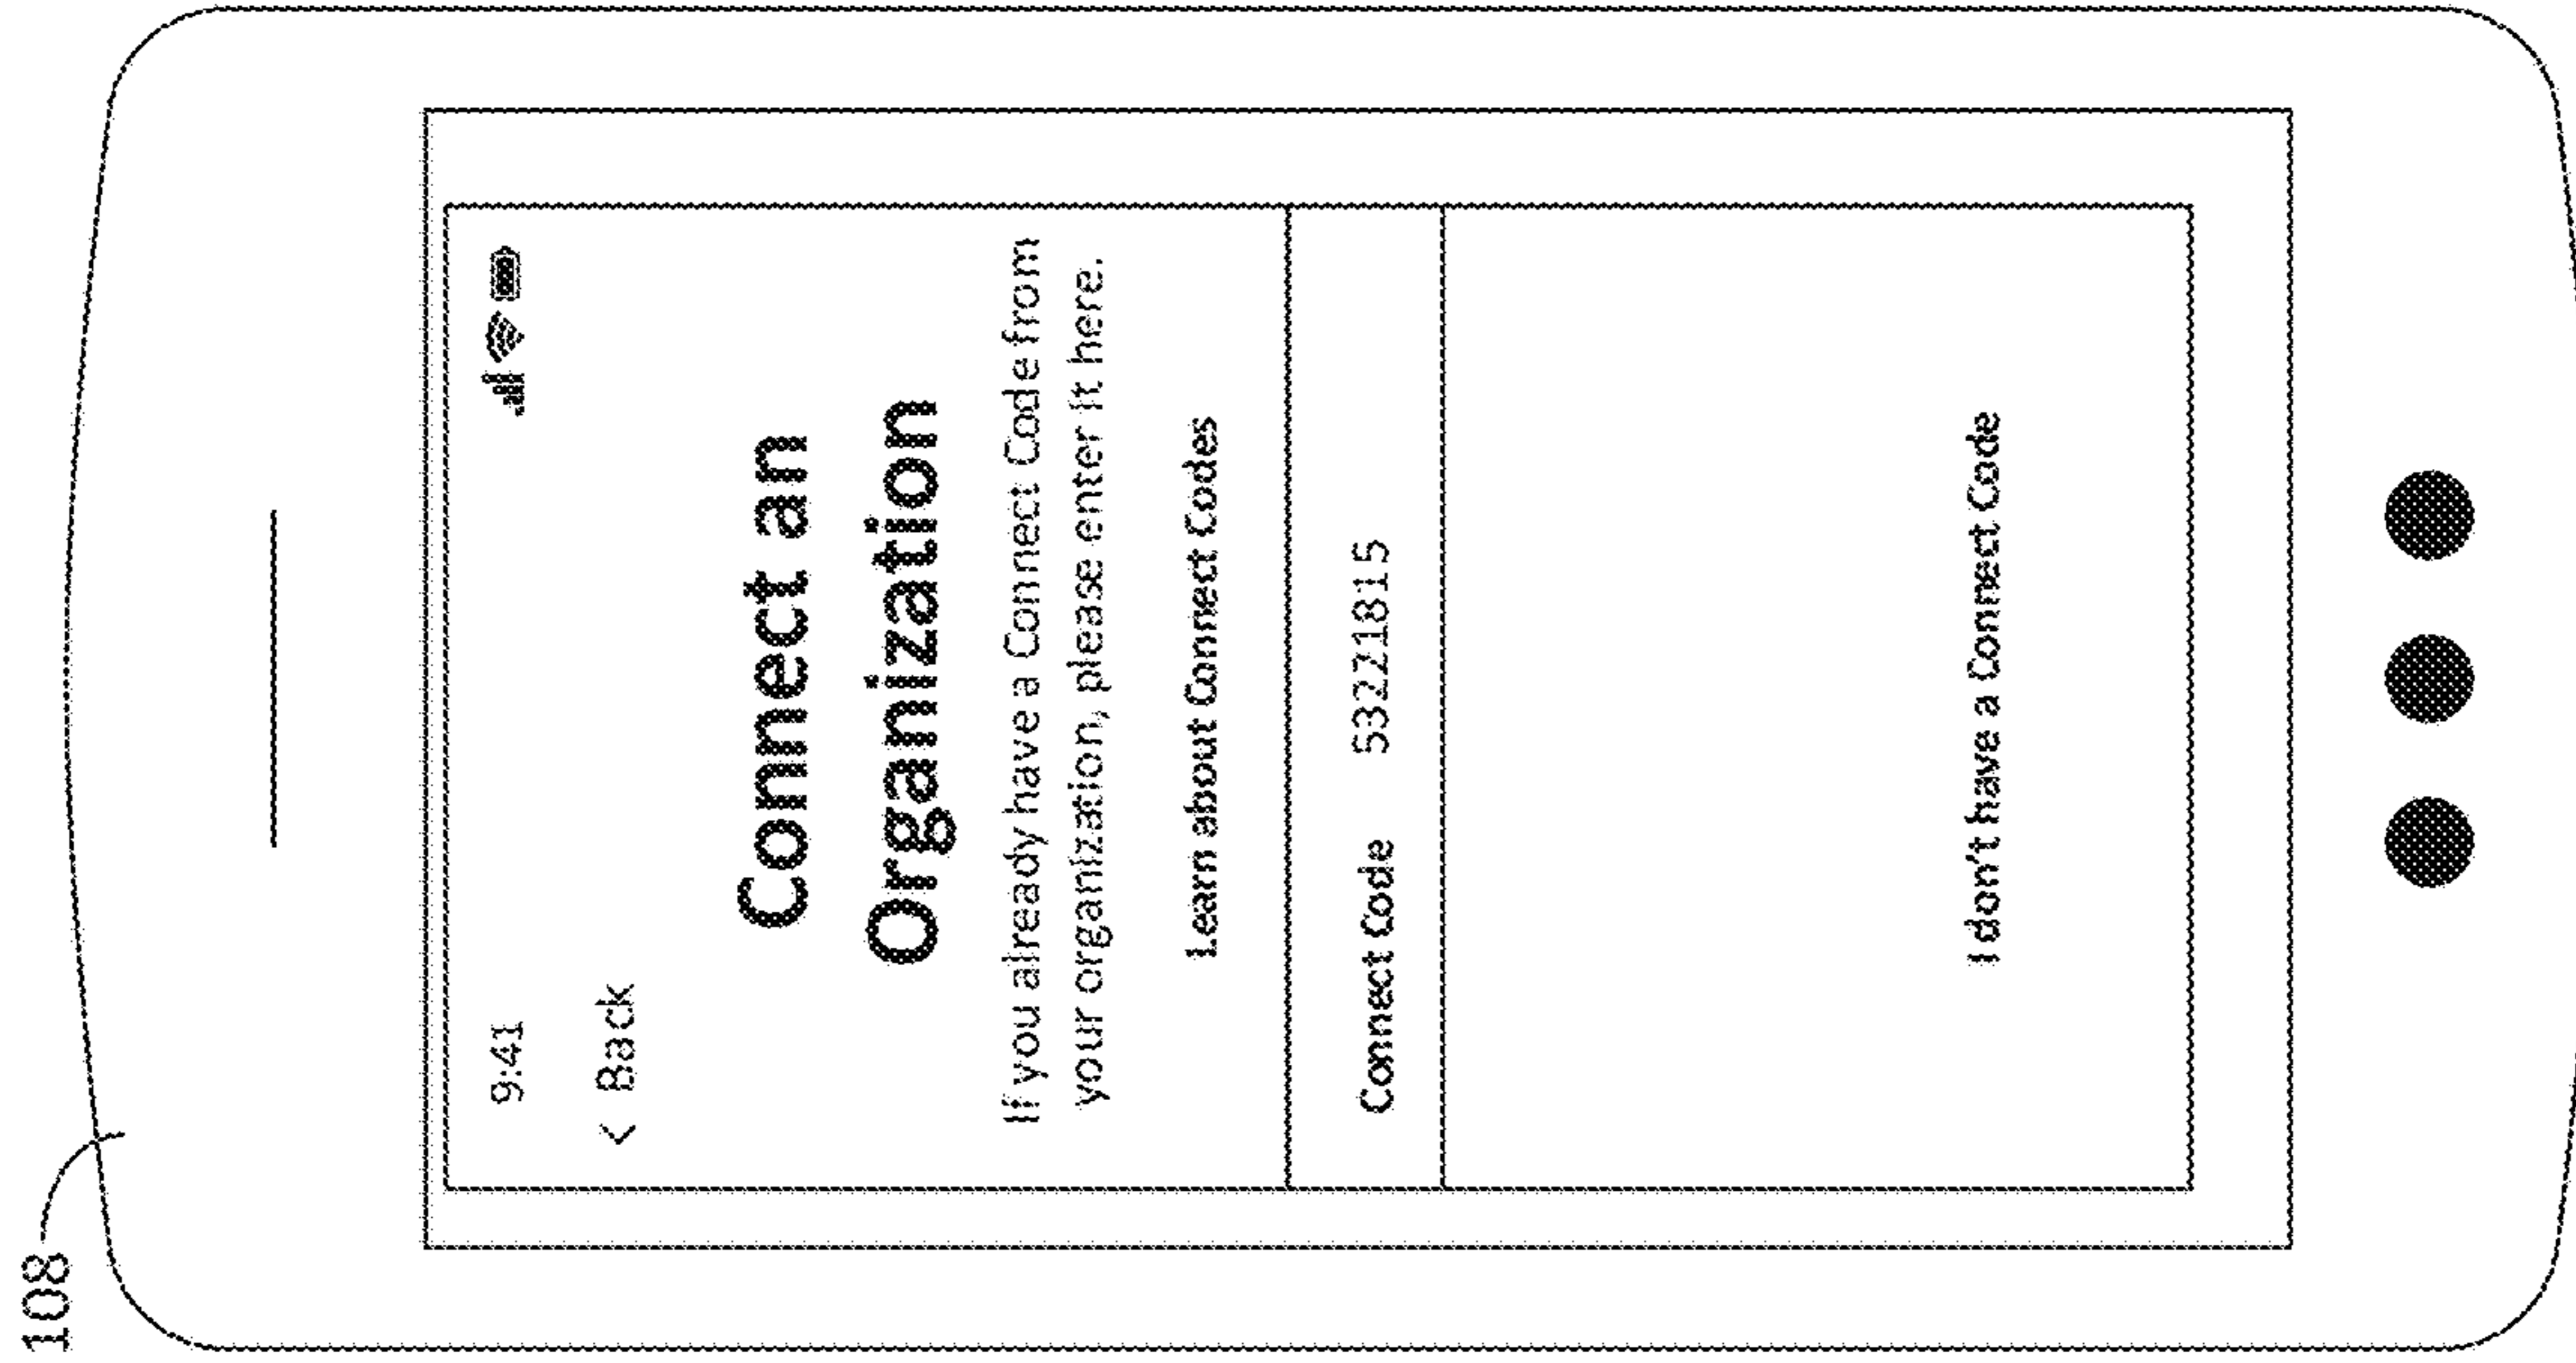 108
9:41
< Back
Connect an
Organization
If you already have a Connect Code from
your organization, please enter it here.
Learn about Connect Codes
Connect Code 53221815
I don't have a Connect Code